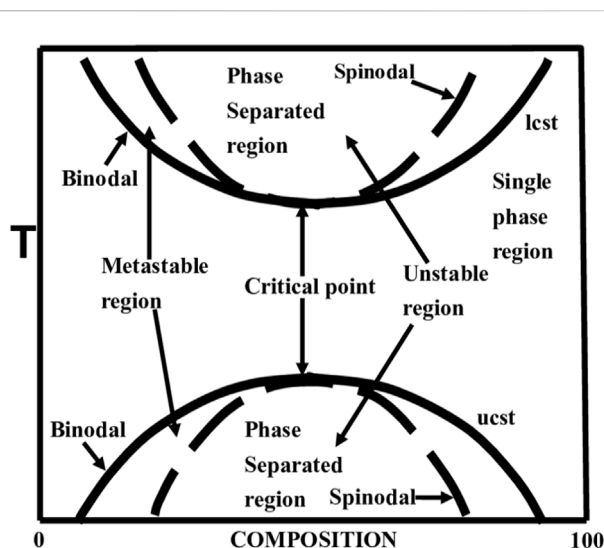 Phase
Separated
region
Spinodal
lcst
Binodal
Single
phase
region
T
Metastable
region
Critical point
Unstable
region
Binodal
ucst
Phase
Separated
region
Spinodal
0
COMPOSITION
100